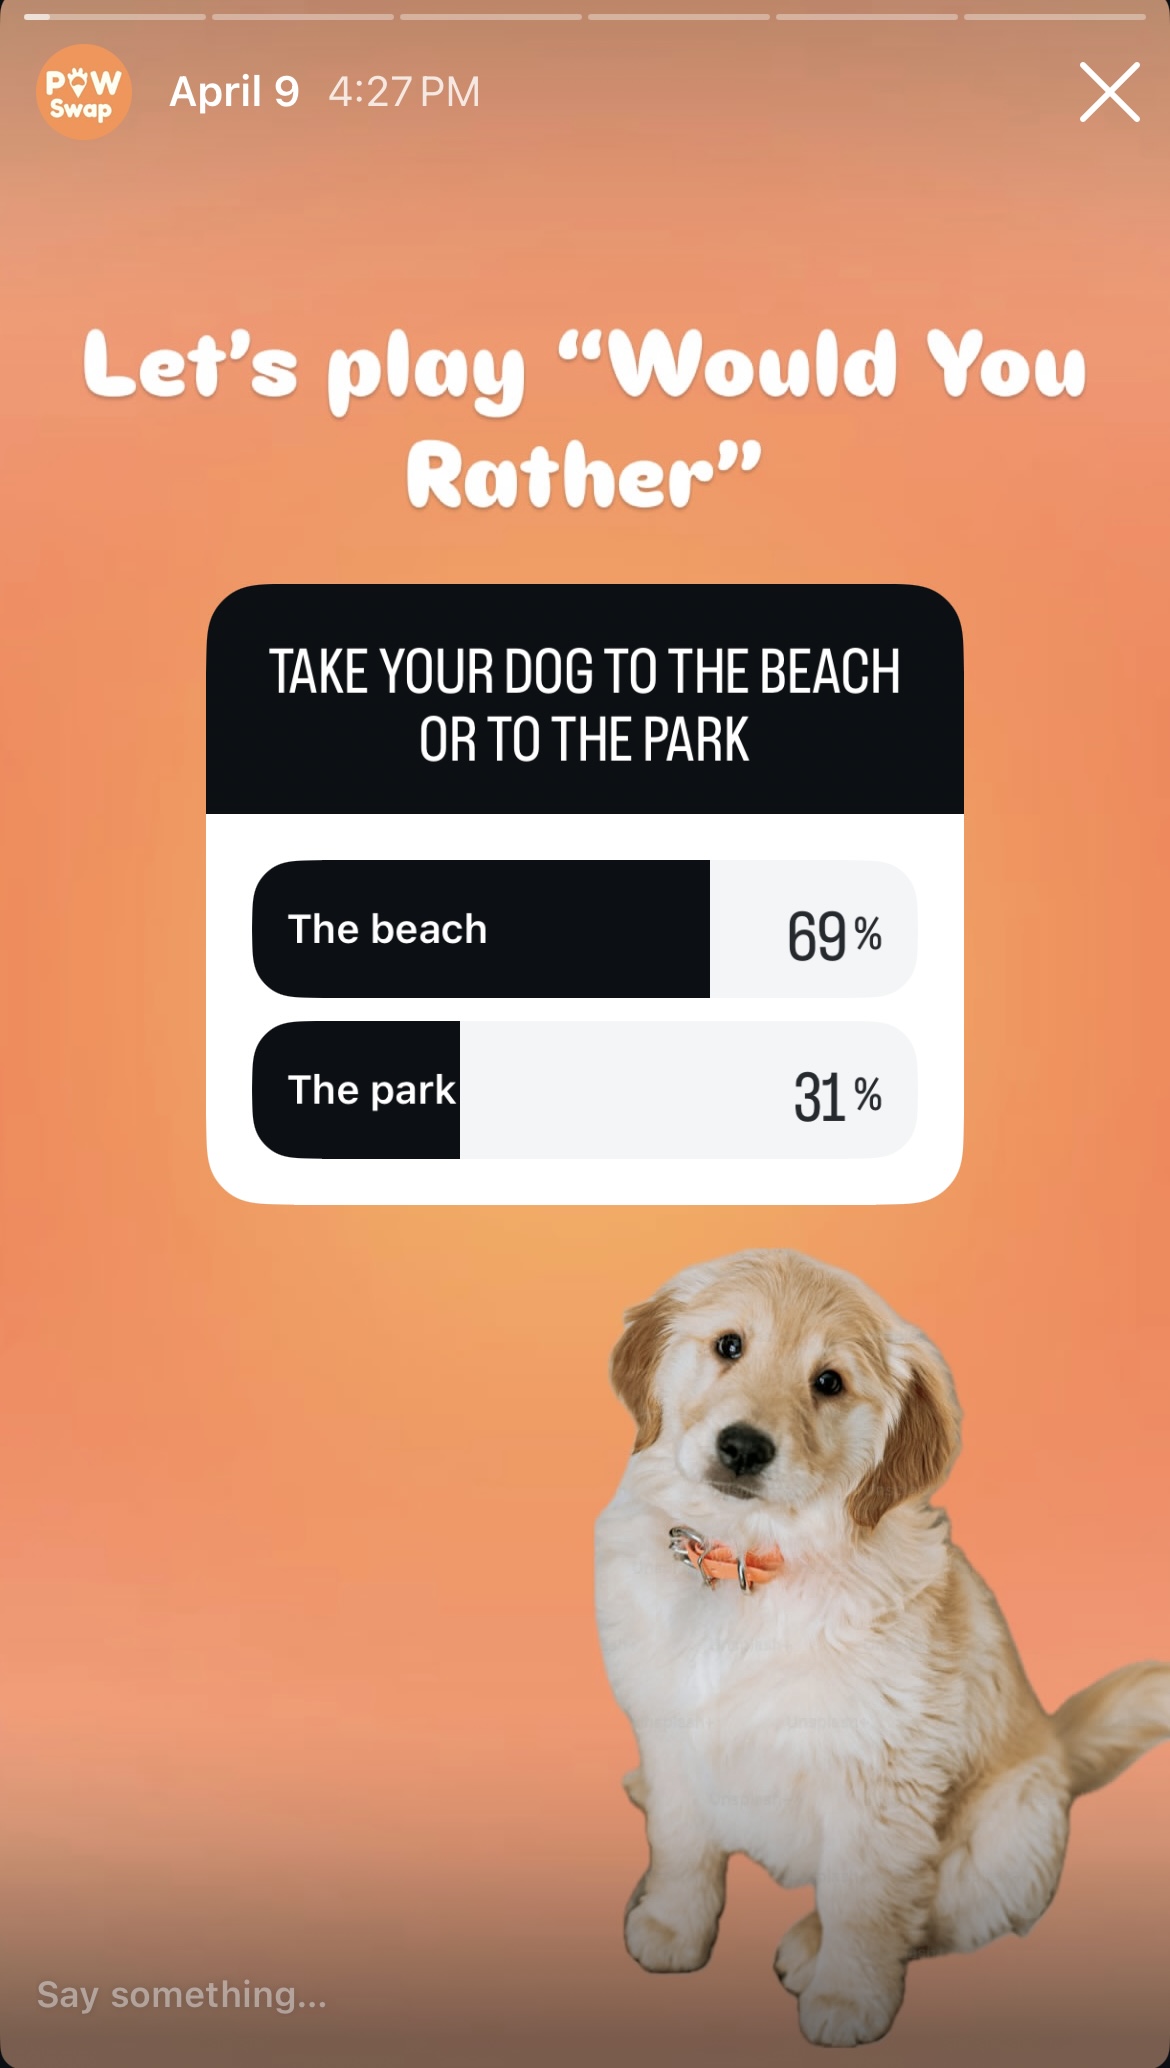 PAW
Swap
April 9 4:27 PM
Let’s play “Would You
Rather”
TAKE YOUR DOG TO THE BEACH
OR TO THE PARK
The beach 69%
The park 31%
Unsplash+
Say something...